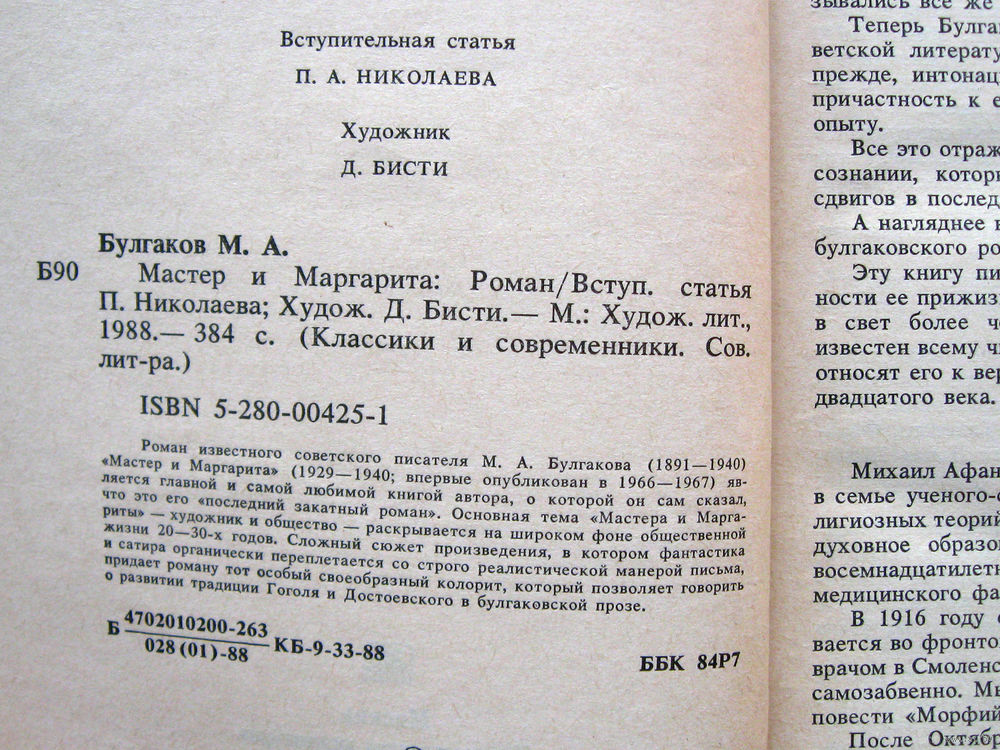 Вступительная статья
П. А. НИКОЛАЕВА
Художник
Д. БИСТИ
Булгаков М. А.
Б90 Мастер и Маргарита: Роман/Вступ. статья
П. Николаева; Худож. Д. Бисти.— М.: Худож. лит.,
1988.— 384 с. (Классики и современники. Сов.
лит-ра.)
ISBN 5-280-00425-1
Роман известного советского писателя М. А. Булгакова (1891—1940)
«Мастер и Маргарита» (1929—1940; впервые опубликован в 1966—1967) яв-
ляется главной и самой любимой книгой автора, о которой он сам сказал,
что это его «последний закатный роман». Основная тема «Мастера и Марга-
риты» — художник и общество — раскрывается на широком фоне общественной
жизни 20—30-х годов. Сложный сюжет произведения, в котором фантастика
и сатира органически переплетается со строго реалистической манерой письма,
придает роману тот особый своеобразный колорит, который позволяет говорить
о развитии традиции Гоголя и Достоевского в булгаковской прозе.
Б 4702010200-263
028 (01)-88 КБ-9-33-88
ББК 84Р7
зывались все же
Теперь Булга
ветской литерату
прежде, интонац
причастность к е
опыту.
Все это отраж
сознании, котор
сдвигов в послед
А нагляднее
булгаковского ро
Эту книгу пи
ности ее прижиз
в свет более ч
известен всему чи
относят его к вер
двадцатого века.
Михаил Афан
в семье ученого-
лигиозных теорий
духовное образо
восемнадцатилетн
медицинского фа
В 1916 году
вается во фронто
врачом в Смоленс
самозабвенно. Мы
повести «Морфий
После Октябр